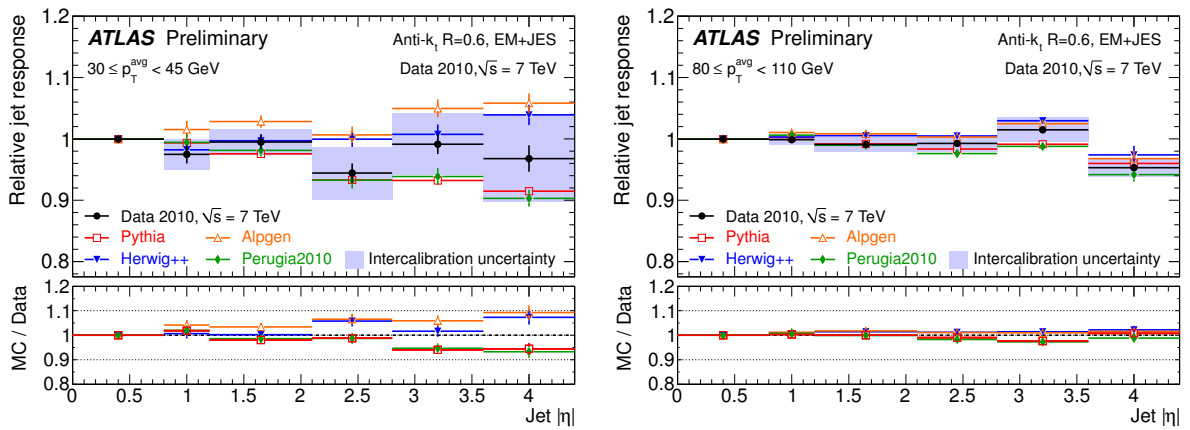 Relative jet response
1.2
1.1
1
0.9
0.8
ATLAS Preliminary
Anti-k_t R=0.6, EM+JES
30 ≤ p_T^avg < 45 GeV
Data 2010,√s = 7 TeV
Data 2010, √s = 7 TeV
Pythia
Alpgen
Herwig++
Perugia2010
Intercalibration uncertainty
MC / Data
1.2
1.1
1
0.9
0.8
0 0.5 1 1.5 2 2.5 3 3.5 4
Jet |η|
Relative jet response
1.2
1.1
1
0.9
0.8
ATLAS Preliminary
Anti-k_t R=0.6, EM+JES
80 ≤ p_T^avg < 110 GeV
Data 2010,√s = 7 TeV
Data 2010, √s = 7 TeV
Pythia
Alpgen
Herwig++
Perugia2010
Intercalibration uncertainty
MC / Data
1.2
1.1
1
0.9
0.8
0 0.5 1 1.5 2 2.5 3 3.5 4
Jet |η|